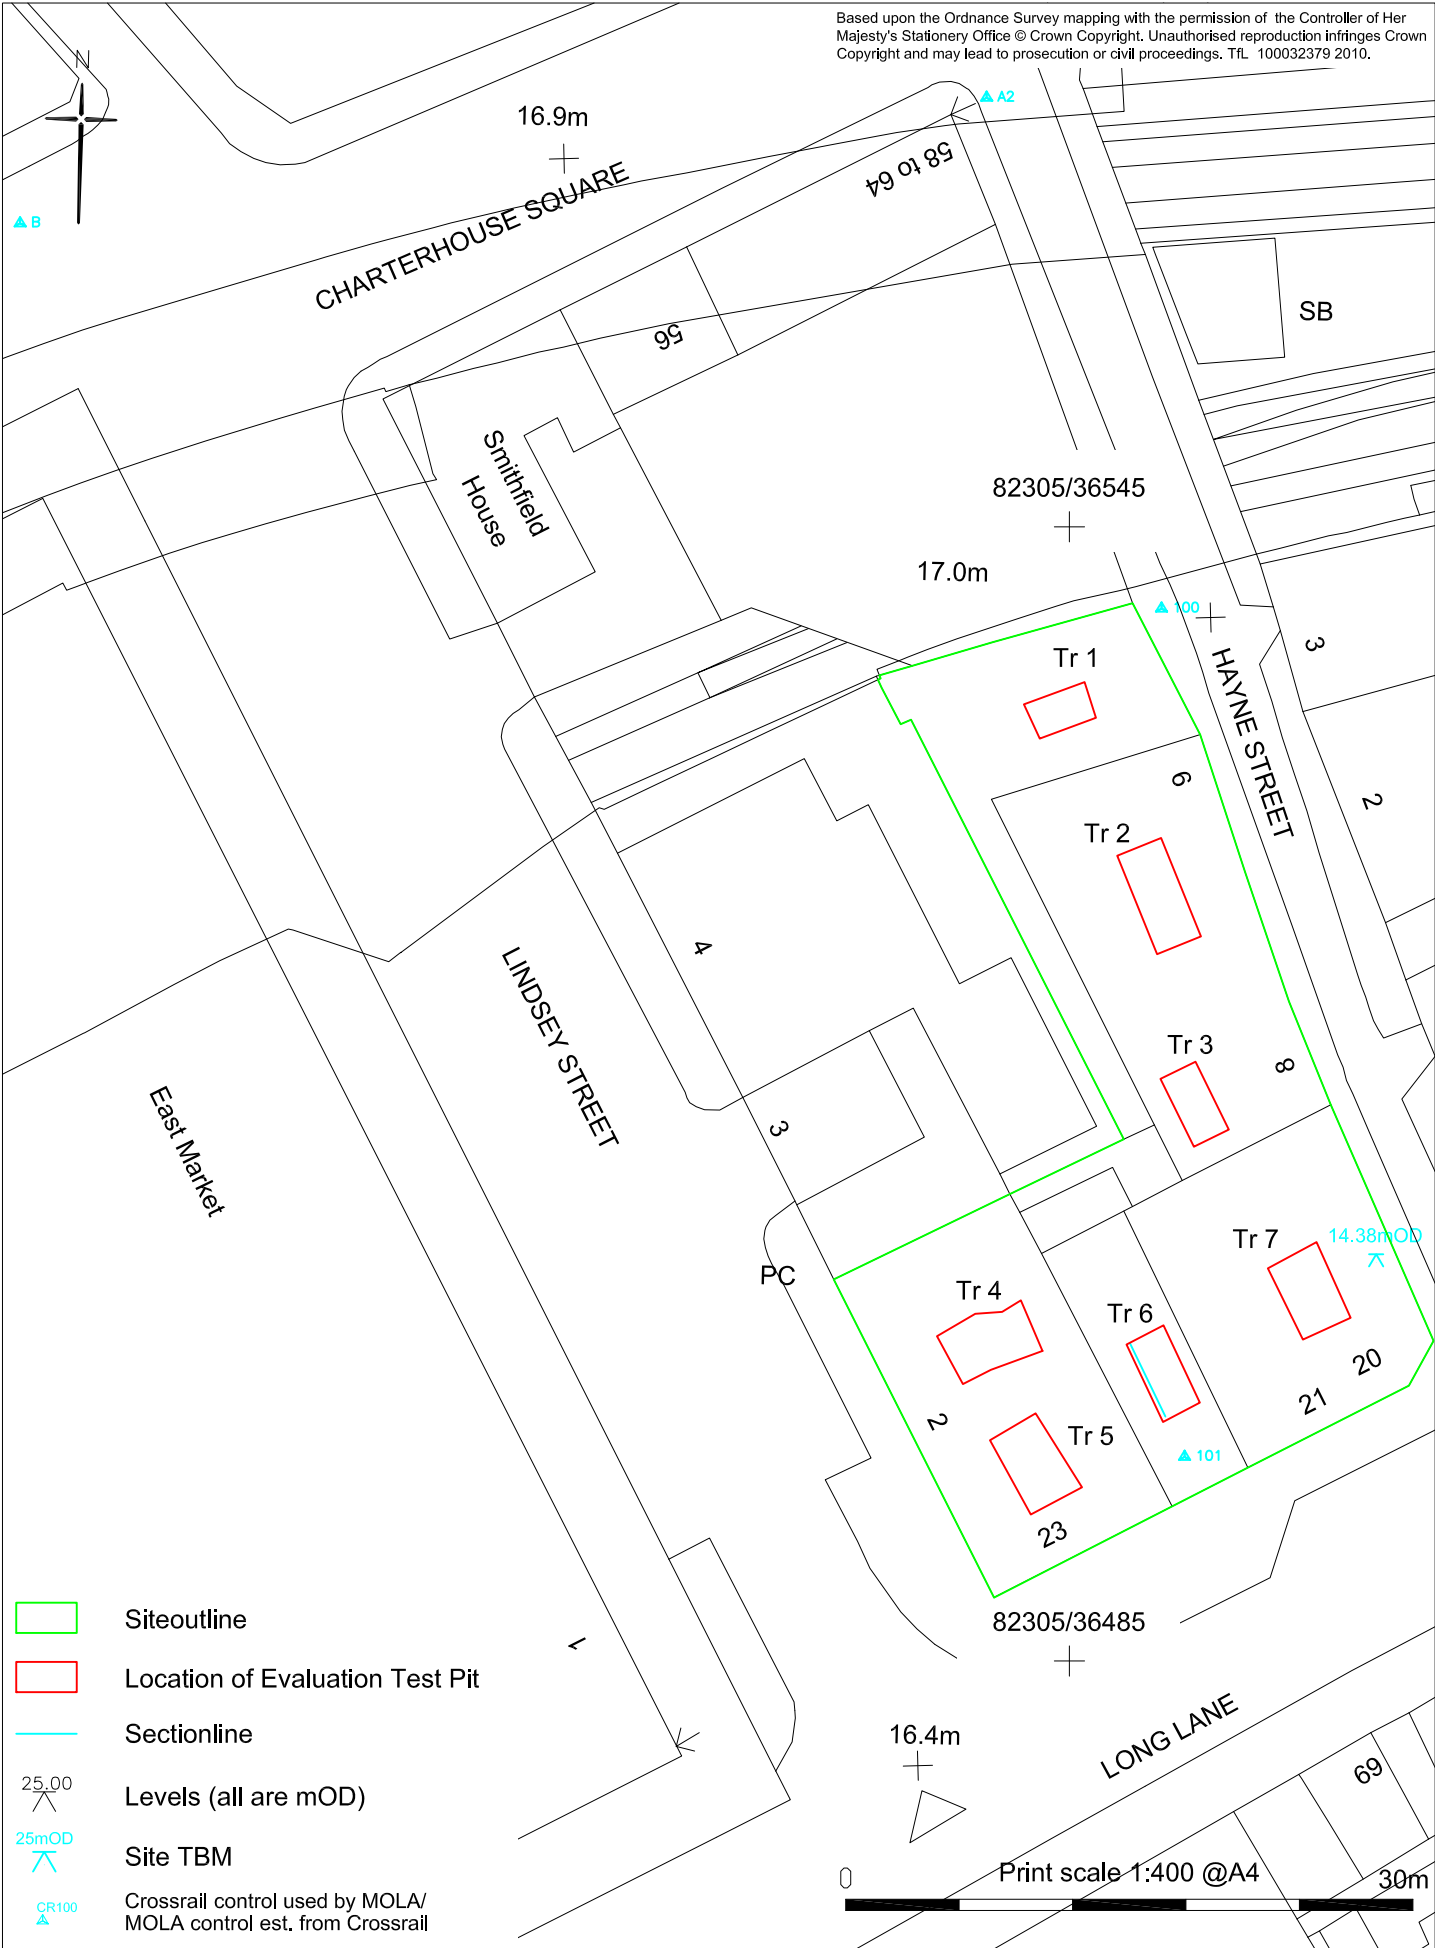 Based upon the Ordnance Survey mapping with the permission of the Controller of Her
Majesty's Stationery Office © Crown Copyright. Unauthorised reproduction infringes Crown
Copyright and may lead to prosecution or civil proceedings. TfL 100032379 2010.
N
A2
16.9m
58 to 64
CHARTERHOUSE SQUARE
B
SB
56
Smithfield
House
82305/36545
17.0m
100
3
HAYNE STREET
Tr 1
6
2
Tr 2
4
LINDSEY STREET
Tr 3
8
East Market
3
14.38mOD
Tr 7
PC
Tr 4
Tr 6
20
21
2
Tr 5
101
23
82305/36485
Siteoutline
1
Location of Evaluation Test Pit
Sectionline
16.4m
LONG LANE
69
25.00
Levels (all are mOD)
25mOD
Site TBM
0
Print scale 1:400 @A4
30m
CR100
Crossrail control used by MOLA/
MOLA control est. from Crossrail